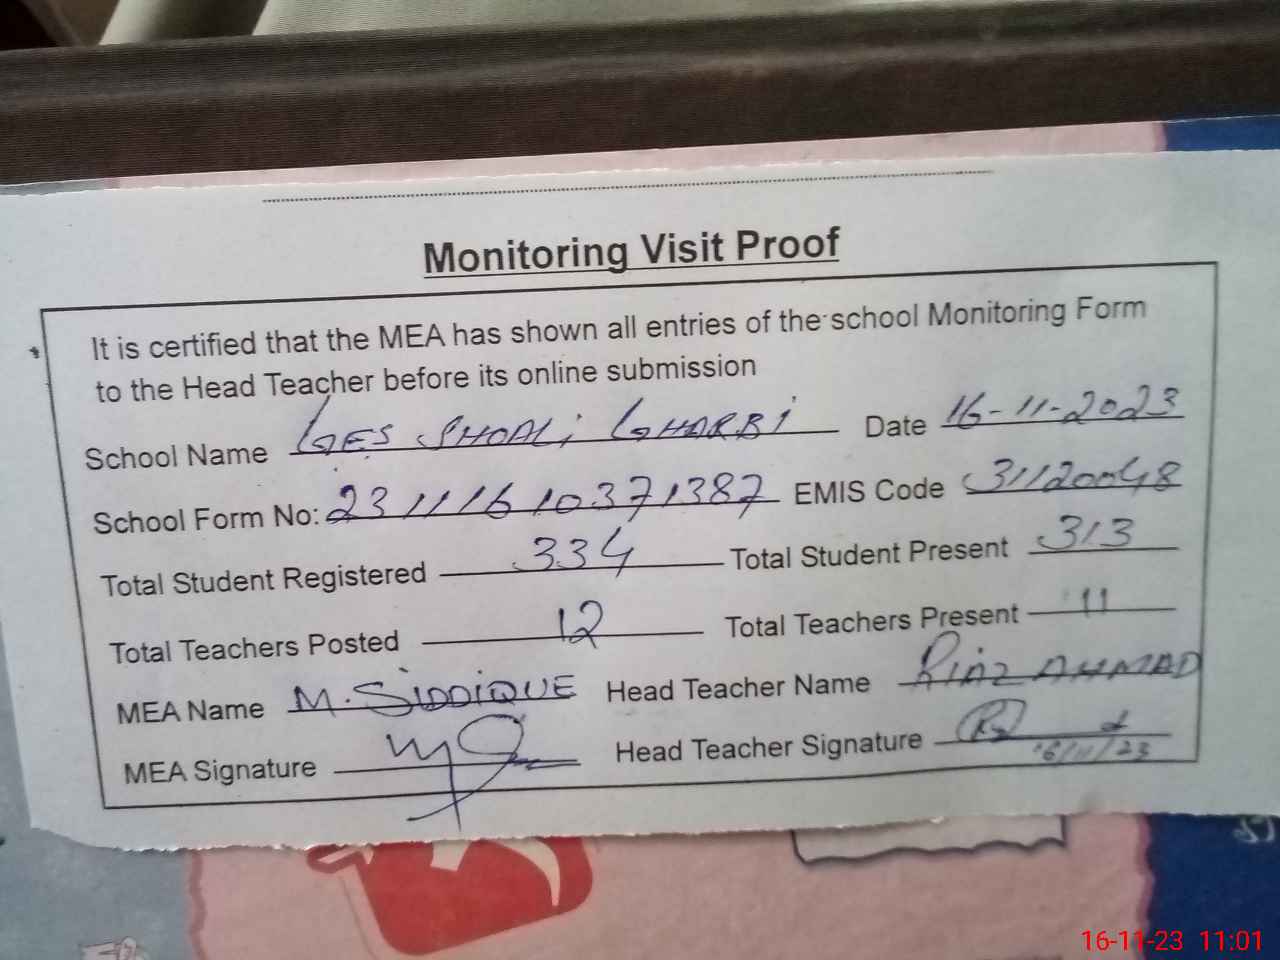 Monitoring Visit Proof
It is certified that the MEA has shown all entries of the school Monitoring Form
to the Head Teacher before its online submission
School Name GES SHOALI GHARBI Date 16-11-2023
School Form No: 23111610371387 EMIS Code 31120048
Total Student Registered 334 Total Student Present 313
Total Teachers Posted 12 Total Teachers Present 11
MEA Name M. SIDDIQUE Head Teacher Name RIAZ AHMAD
MEA Signature Head Teacher Signature
16/11/23
16-11-23 11:01